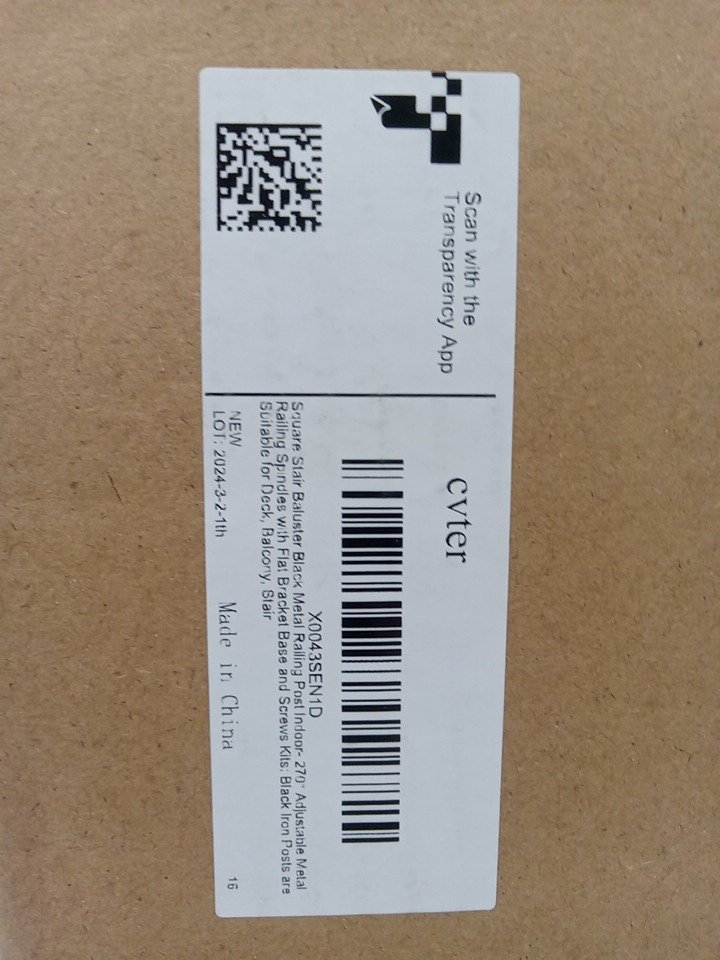 Scan with the
Transparency App
cvter
X0043SEN1D
Square Stair Baluster Black Metal Railing Post Indoor- 270° Adjustable Metal
Railing Spindles with Flat Bracket Base and Screws Kits: Black Iron Posts are
Suitable for Deck, Balcony, Stair
NEW
LOT: 2024-3-2-1th
Made in China
16